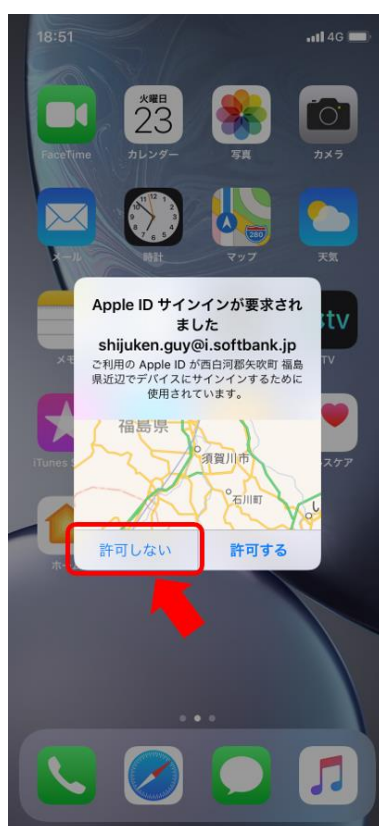 18:51
4G
火曜日
23
FaceTime
カレンダー
写真
カメラ
12
280
メール
時計
マップ
天気
Apple ID サインインが要求され
ました
shijuken.guy@i.softbank.jp
ご利用の Apple ID が西白河郡矢吹町 福島
県近辺でデバイスにサインインするために
使用されています。
tv
メモ
TV
福島県
須賀川市
石川町
iTunes S
スケア
許可しない
許可する
ホーム